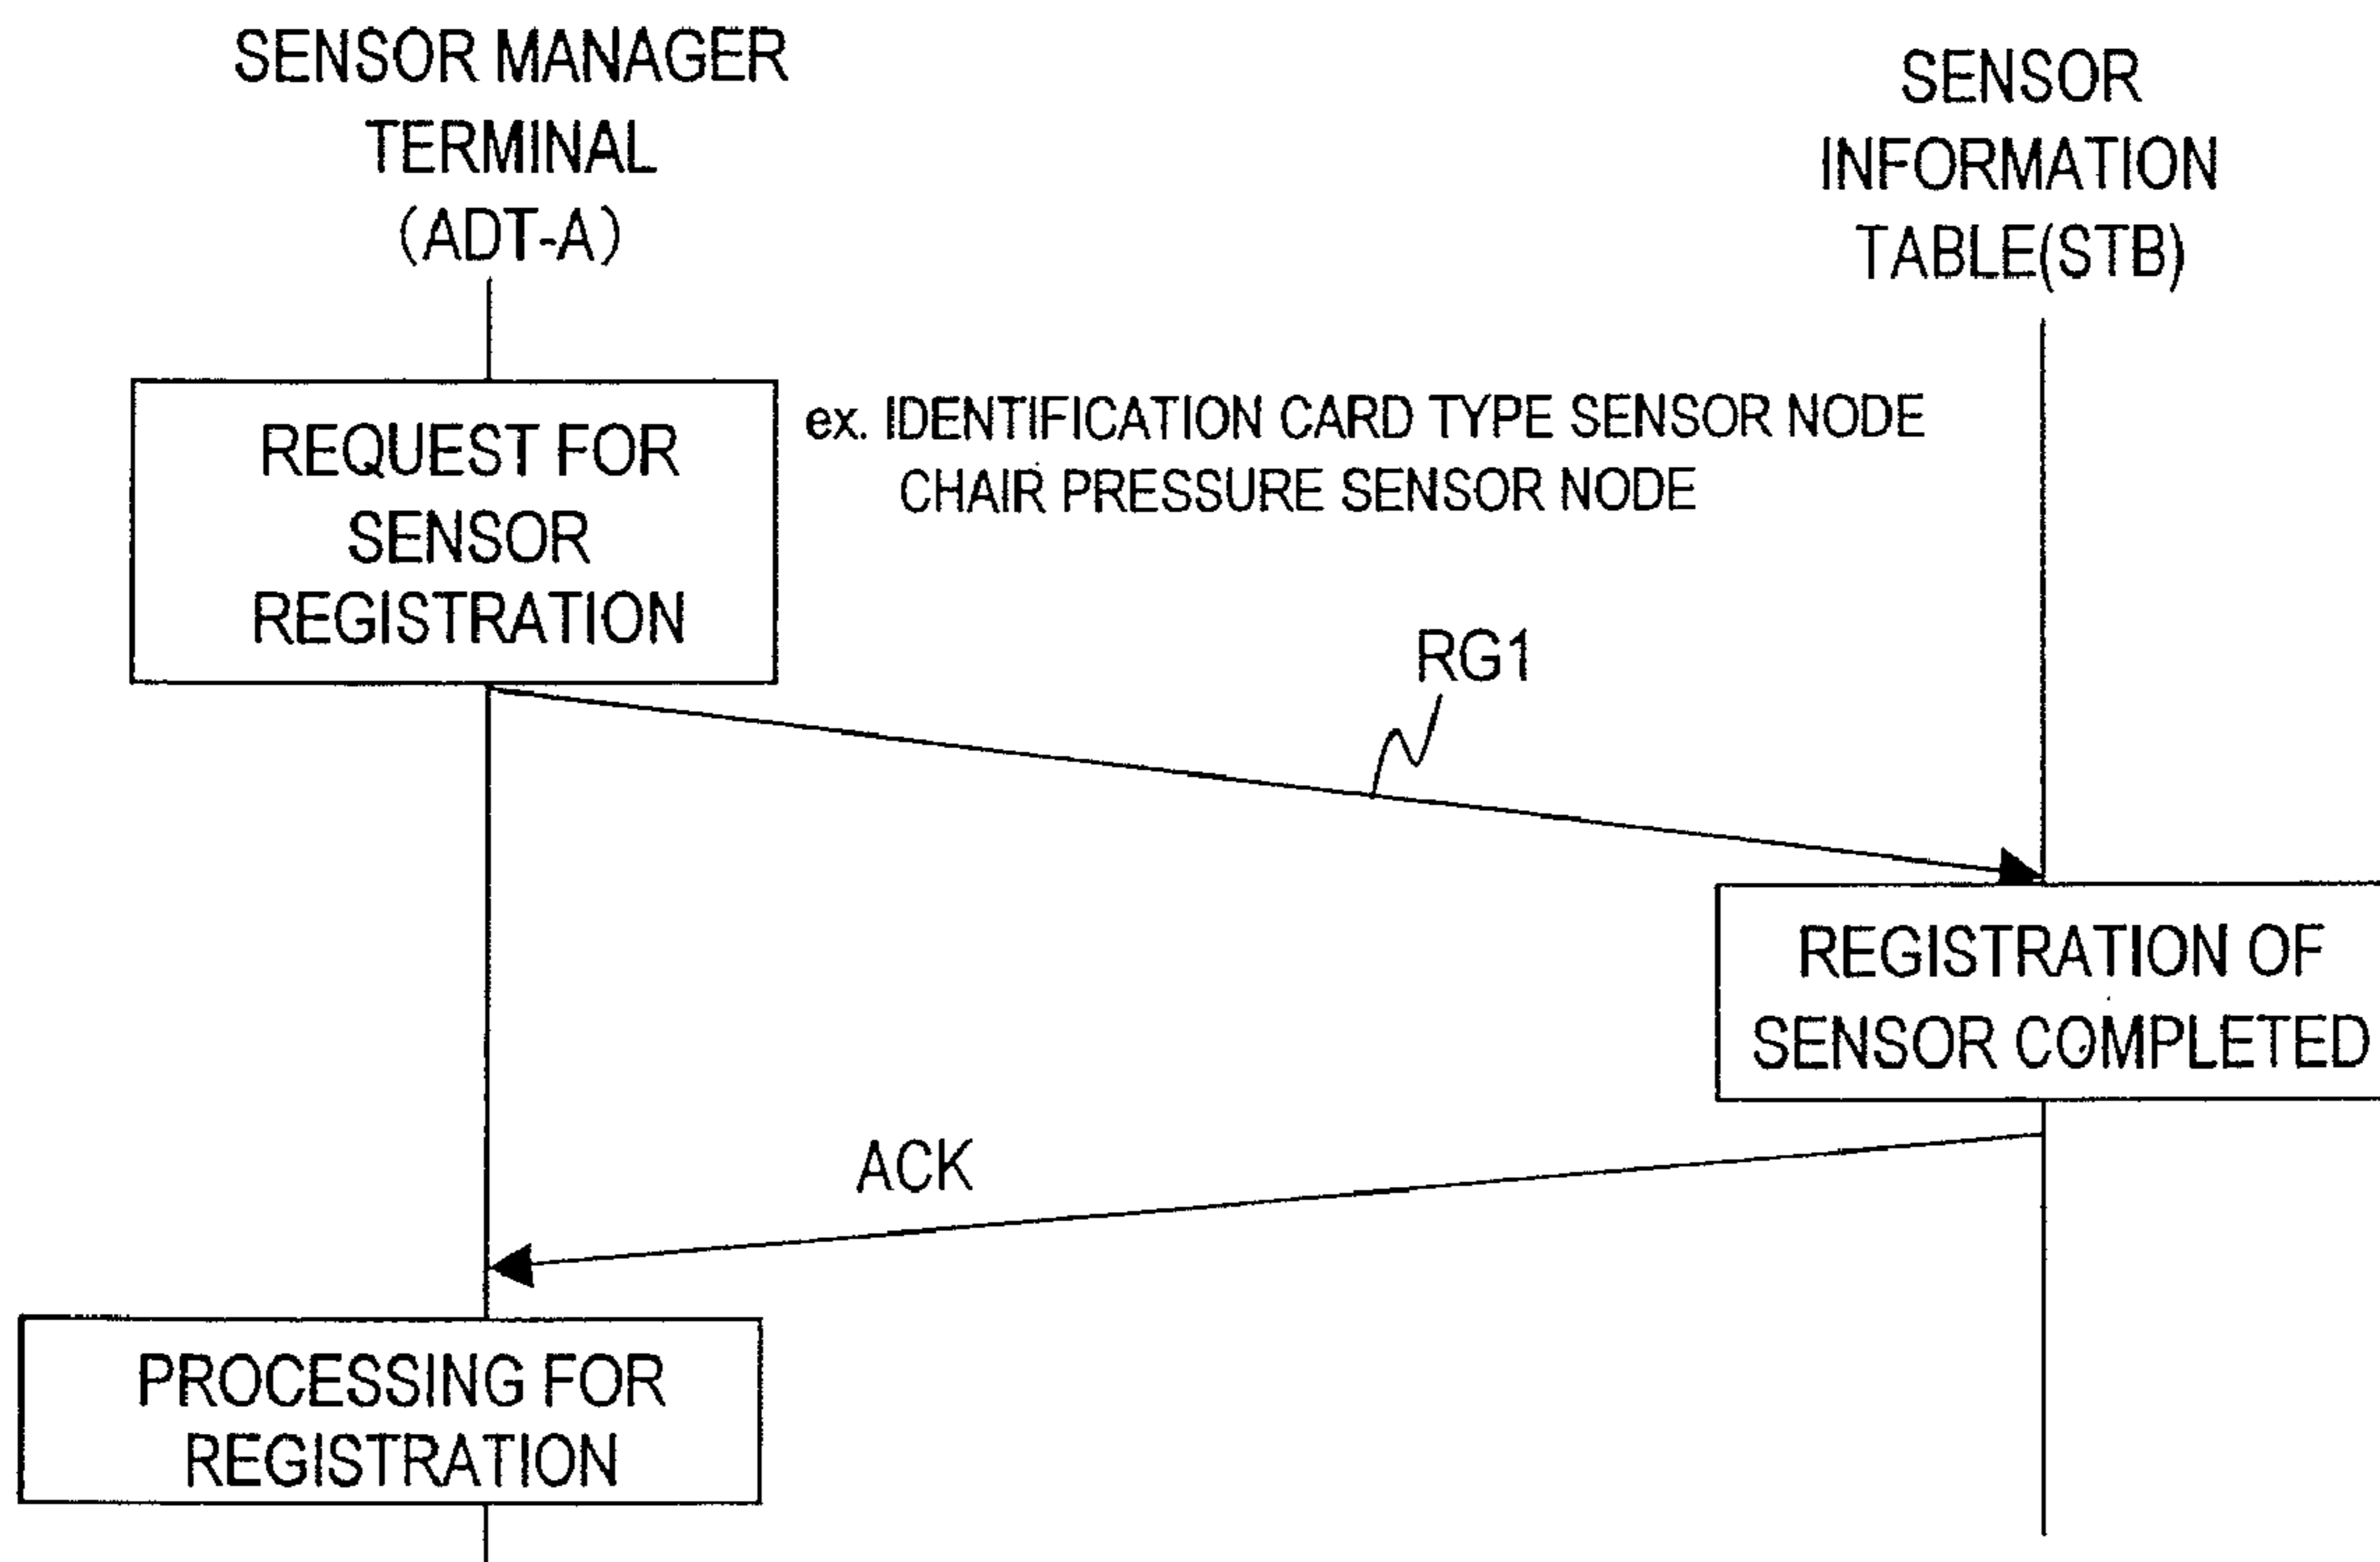 SENSOR MANAGER
TERMINAL
(ADT-A)
SENSOR
INFORMATION
TABLE(STB)
REQUEST FOR
SENSOR
REGISTRATION
ex. IDENTIFICATION CARD TYPE SENSOR NODE
CHAIR PRESSURE SENSOR NODE
RG1
REGISTRATION OF
SENSOR COMPLETED
ACK
PROCESSING FOR
REGISTRATION